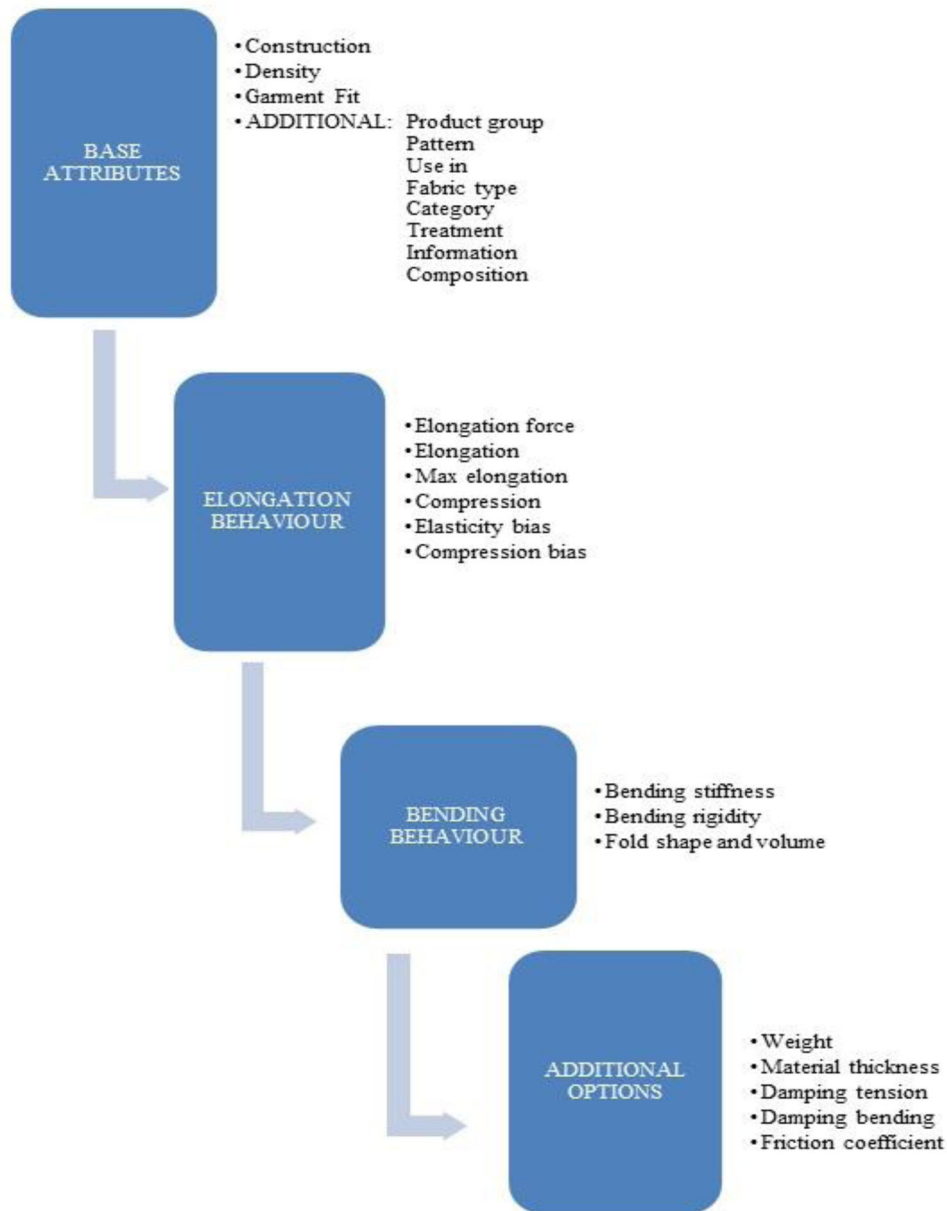 BASE
ATTRIBUTES
• Construction
• Density
• Garment Fit
• ADDITIONAL: Product group
Pattern
Use in
Fabric type
Category
Treatment
Information
Composition
ELONGATION
BEHAVIOUR
• Elongation force
• Elongation
• Max elongation
• Compression
• Elasticity bias
• Compression bias
BENDING
BEHAVIOUR
• Bending stiffness
• Bending rigidity
• Fold shape and volume
ADDITIONAL
OPTIONS
• Weight
• Material thickness
• Damping tension
• Damping bending
• Friction coefficient